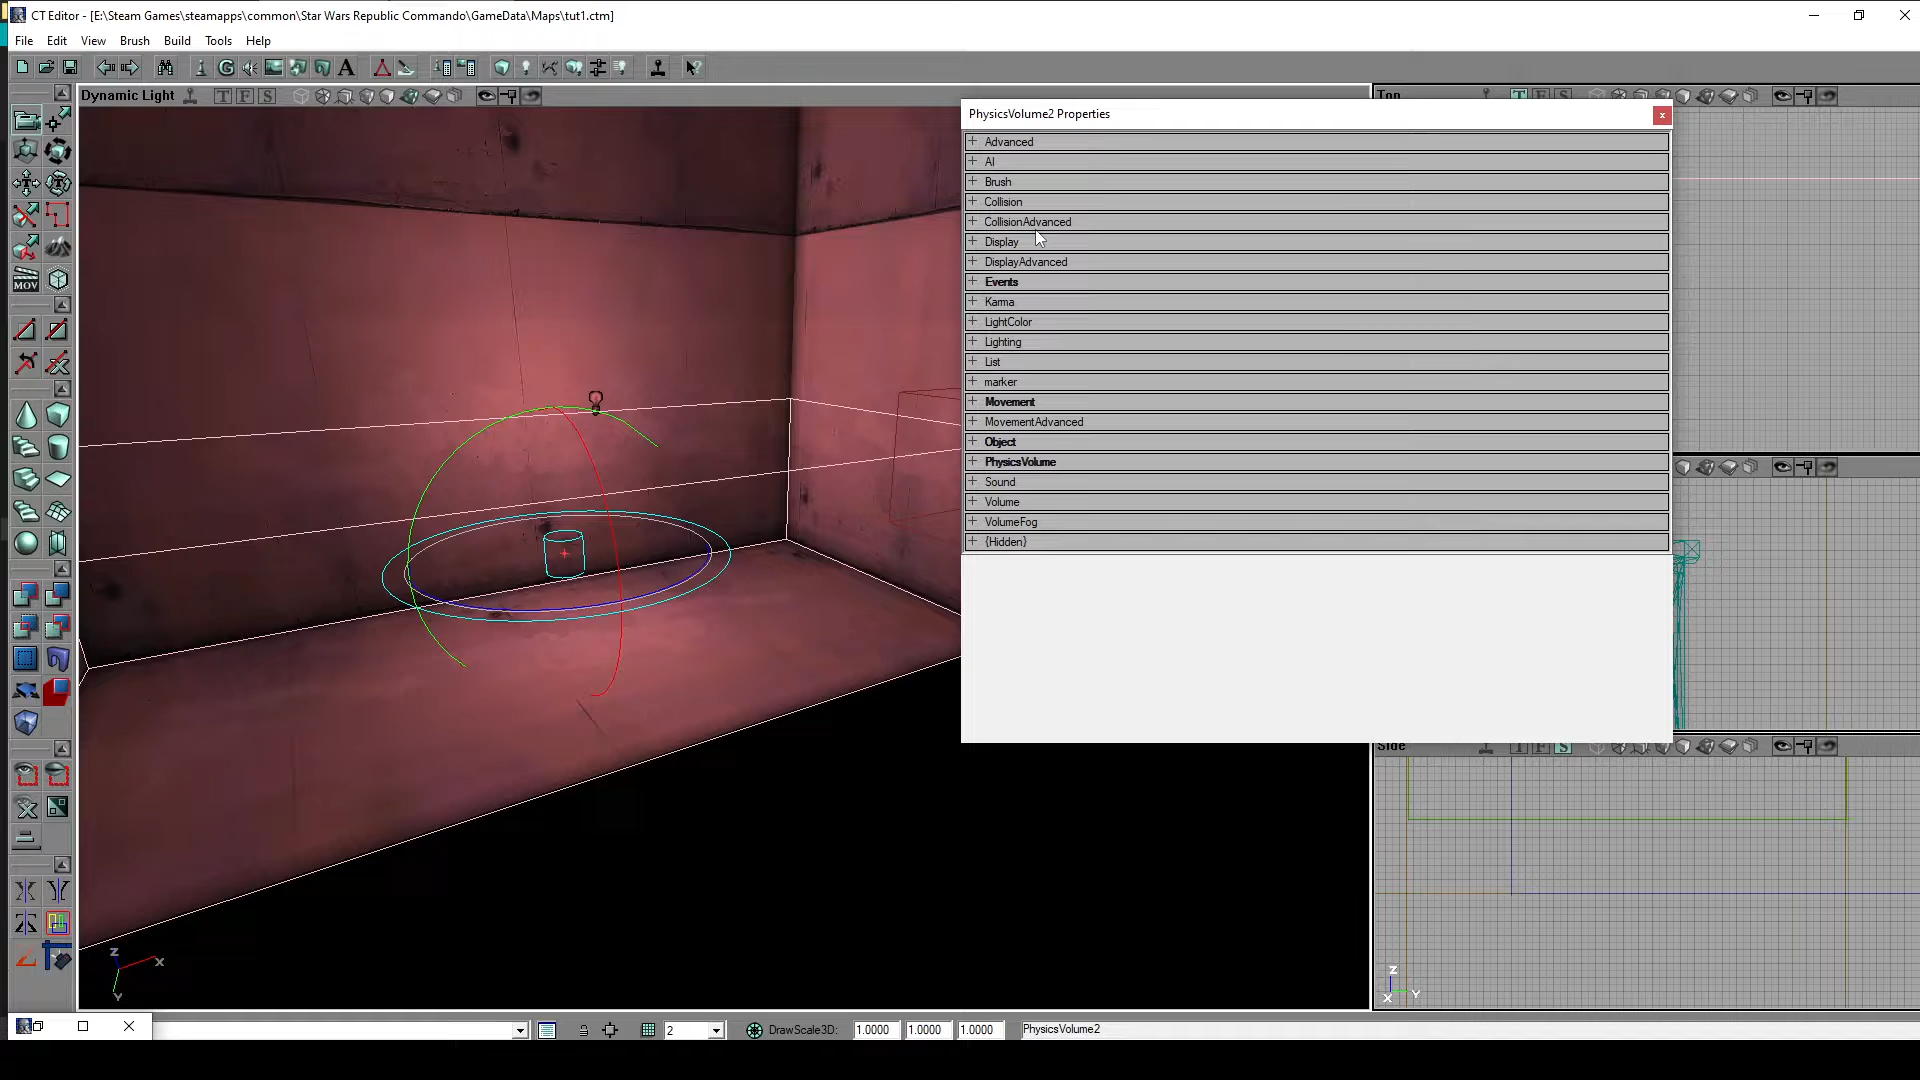 CT Editor - [E:\Steam Games\steamapps\common\Star Wars Republic Commando\GameData\Maps\tut1.ctm]
File Edit View Brush Build Tools Help
Dynamic Light
T F S
Top
T F S
PhysicsVolume2 Properties
x
Advanced
AI
Brush
Collision
CollisionAdvanced
Display
DisplayAdvanced
Events
Karma
LightColor
Lighting
List
marker
Movement
MovementAdvanced
Object
PhysicsVolume
Sound
Volume
VolumeFog
{Hidden}
MOV
Side
T F S
Z
X
Y
Z
X
Y
2
DrawScale3D: 1.0000 1.0000 1.0000
PhysicsVolume2